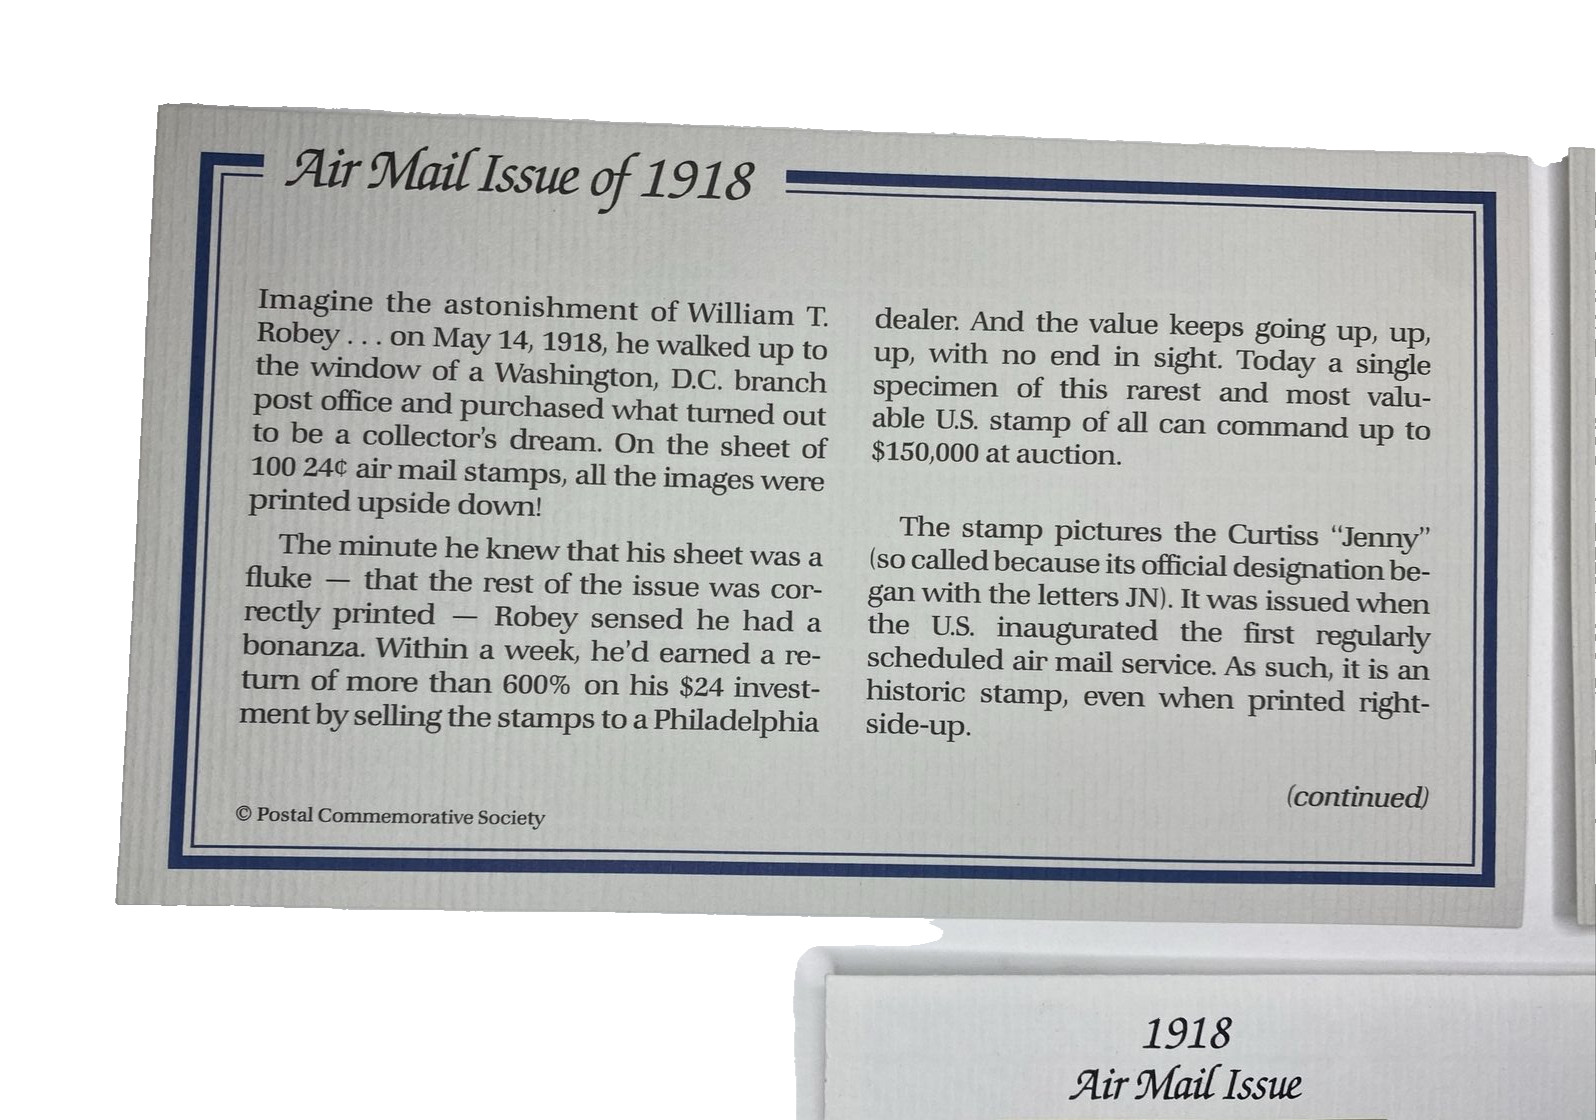 Air Mail Issue of 1918
Imagine the astonishment of William T.
Robey . . . on May 14, 1918, he walked up to
the window of a Washington, D.C. branch
post office and purchased what turned out
to be a collector's dream. On the sheet of
100 24¢ air mail stamps, all the images were
printed upside down!
The minute he knew that his sheet was a
fluke — that the rest of the issue was cor-
rectly printed — Robey sensed he had a
bonanza. Within a week, he'd earned a re-
turn of more than 600% on his $24 invest-
ment by selling the stamps to a Philadelphia
dealer. And the value keeps going up, up,
up, with no end in sight. Today a single
specimen of this rarest and most valu-
able U.S. stamp of all can command up to
$150,000 at auction.
The stamp pictures the Curtiss “Jenny”
(so called because its official designation be-
gan with the letters JN). It was issued when
the U.S. inaugurated the first regularly
scheduled air mail service. As such, it is an
historic stamp, even when printed right-
side-up.
(continued)
© Postal Commemorative Society
1918
Air Mail Issue